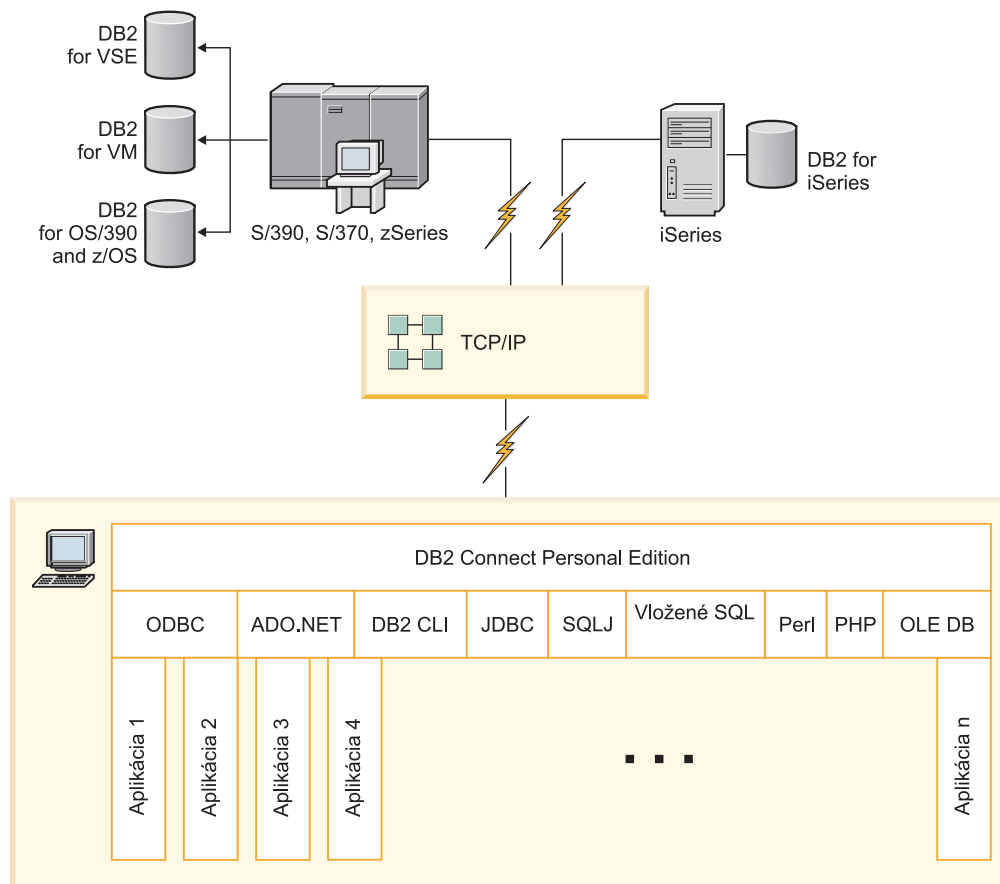 DB2
for VSE
DB2
for VM
DB2
for OS/390
and z/OS
S/390, S/370, zSeries
iSeries
DB2 for
iSeries
TCP/IP
DB2 Connect Personal Edition
ODBC
ADO.NET
DB2 CLI
JDBC
SQLJ
Vložené SQL
Perl
PHP
OLE DB
Aplikácia 1
Aplikácia 2
Aplikácia 3
Aplikácia 4
. . .
Aplikácia n